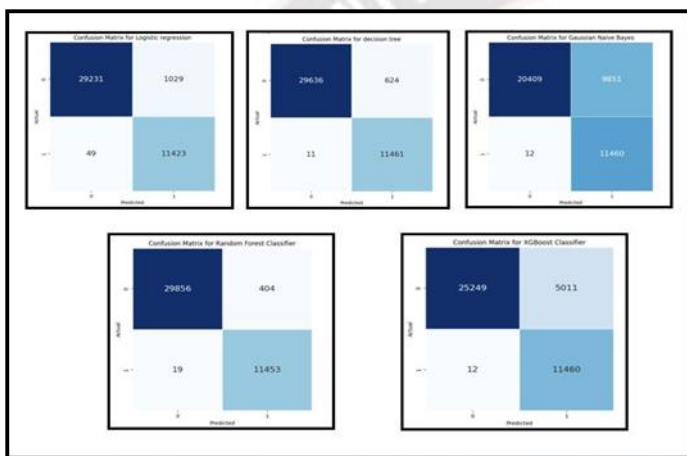 Confusion Matrix for Logistic regression
0
29231
1029
Actual
1
49
11423
0
1
Predicted
Confusion Matrix for decision tree
0
29636
624
Actual
1
11
11461
0
1
Predicted
Confusion Matrix for Gaussian Naive Bayes
0
20409
9851
Actual
1
12
11460
0
1
Predicted
Confusion Matrix for Random Forest Classifier
0
29856
404
Actual
1
19
11453
0
1
Predicted
Confusion Matrix for XGBoost Classifier
0
25249
5011
Actual
1
12
11460
0
1
Predicted